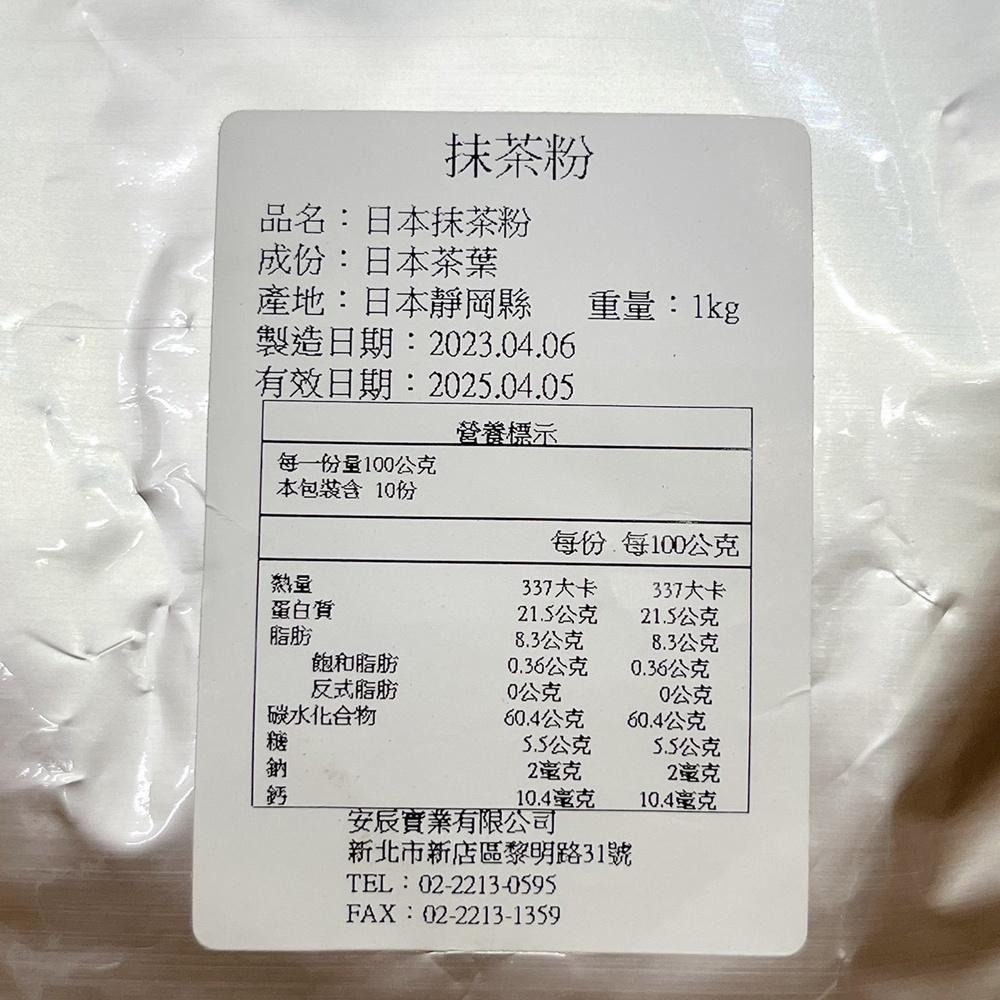 抹茶粉
品名：日本抹茶粉
成份：日本茶葉
產地：日本靜岡縣 重量：1kg
製造日期：2023.04.06
有效日期：2025.04.05
營養標示
每一份量100公克
本包裝含 10份
每份 每100公克
熱量 337大卡 337大卡
蛋白質 21.5公克 21.5公克
脂肪 8.3公克 8.3公克
飽和脂肪 0.36公克 0.36公克
反式脂肪 0公克 0公克
碳水化合物 60.4公克 60.4公克
糖 5.5公克 5.5公克
鈉 2毫克 2毫克
鈣 10.4毫克 10.4毫克
安辰實業有限公司
新北市新店區黎明路31號
TEL：02-2213-0595
FAX：02-2213-1359